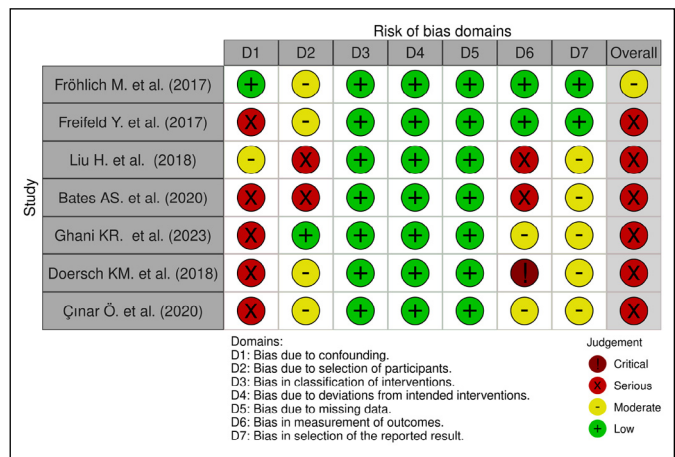 Risk of bias domains
D1 D2 D3 D4 D5 D6 D7 Overall
Study
Fröhlich M. et al. (2017) + - + + + + + -
Freifeld Y. et al. (2017) X - + + + + + X
Liu H. et al. (2018) - X + + + X - X
Bates AS. et al. (2020) X X + + + X - X
Ghani KR. et al. (2023) X + + + + - - X
Doersch KM. et al. (2018) X - + + + ! - X
Çınar Ö. et al. (2020) X - + + + - - X
Domains:
D1: Bias due to confounding.
D2: Bias due to selection of participants.
D3: Bias in classification of interventions.
D4: Bias due to deviations from intended interventions.
D5: Bias due to missing data.
D6: Bias in measurement of outcomes.
D7: Bias in selection of the reported result.
Judgement
! Critical
X Serious
- Moderate
+ Low